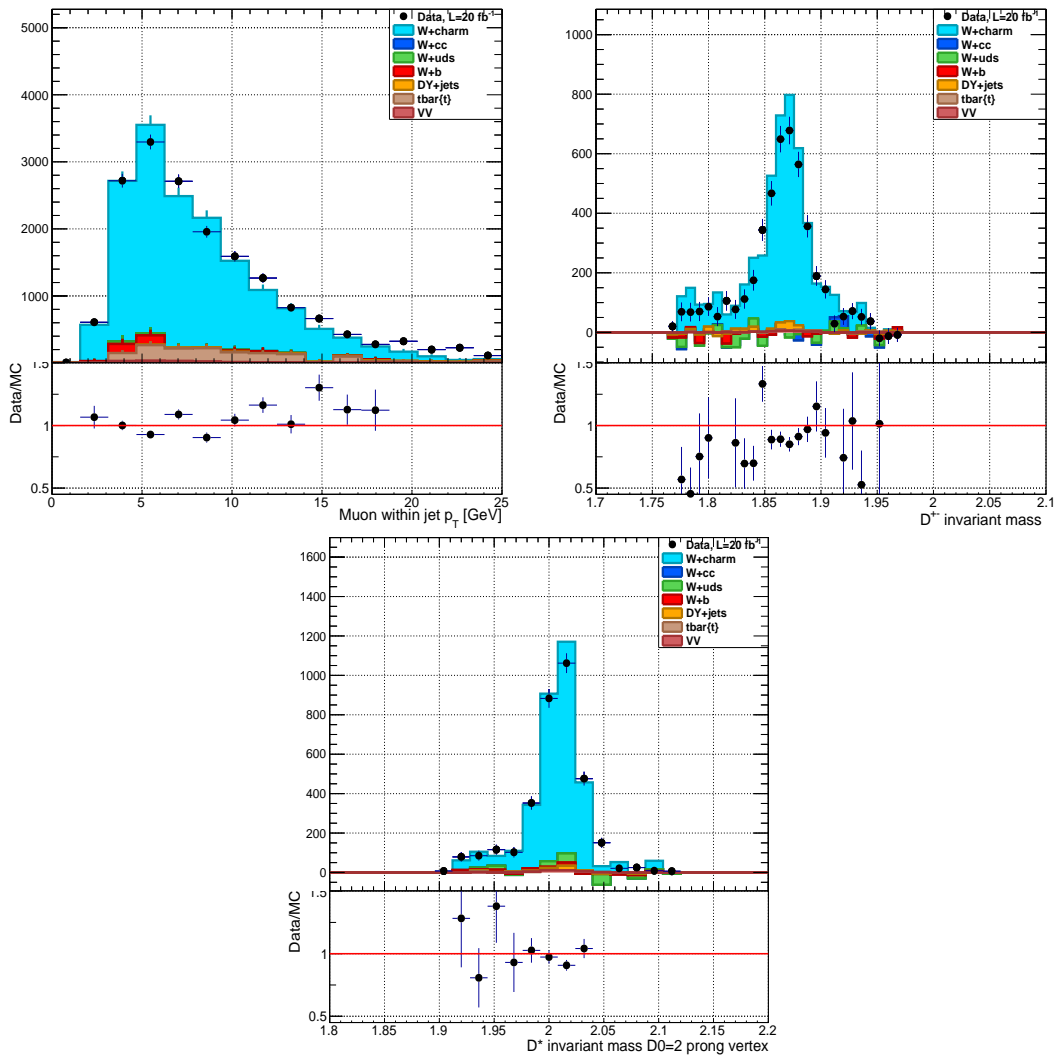 5000
4000
3000
2000
1000
Data, L=20 fb⁻¹
W+charm
W+cc
W+uds
W+b
DY+jets
tbar{t}
VV
Data/MC
1.5
1
0.5
0 5 10 15 20 25
Muon within jet p_T [GeV]
1000
800
600
400
200
0
Data, L=20 fb⁻¹
W+charm
W+cc
W+uds
W+b
DY+jets
tbar{t}
VV
Data/MC
1.5
1
0.5
1.7 1.75 1.8 1.85 1.9 1.95 2 2.05 2.1
D⁺⁻ invariant mass
1600
1400
1200
1000
800
600
400
200
0
Data, L=20 fb⁻¹
W+charm
W+cc
W+uds
W+b
DY+jets
tbar{t}
VV
Data/MC
1.5
1
0.5
1.8 1.85 1.9 1.95 2 2.05 2.1 2.15 2.2
D* invariant mass D0=2 prong vertex